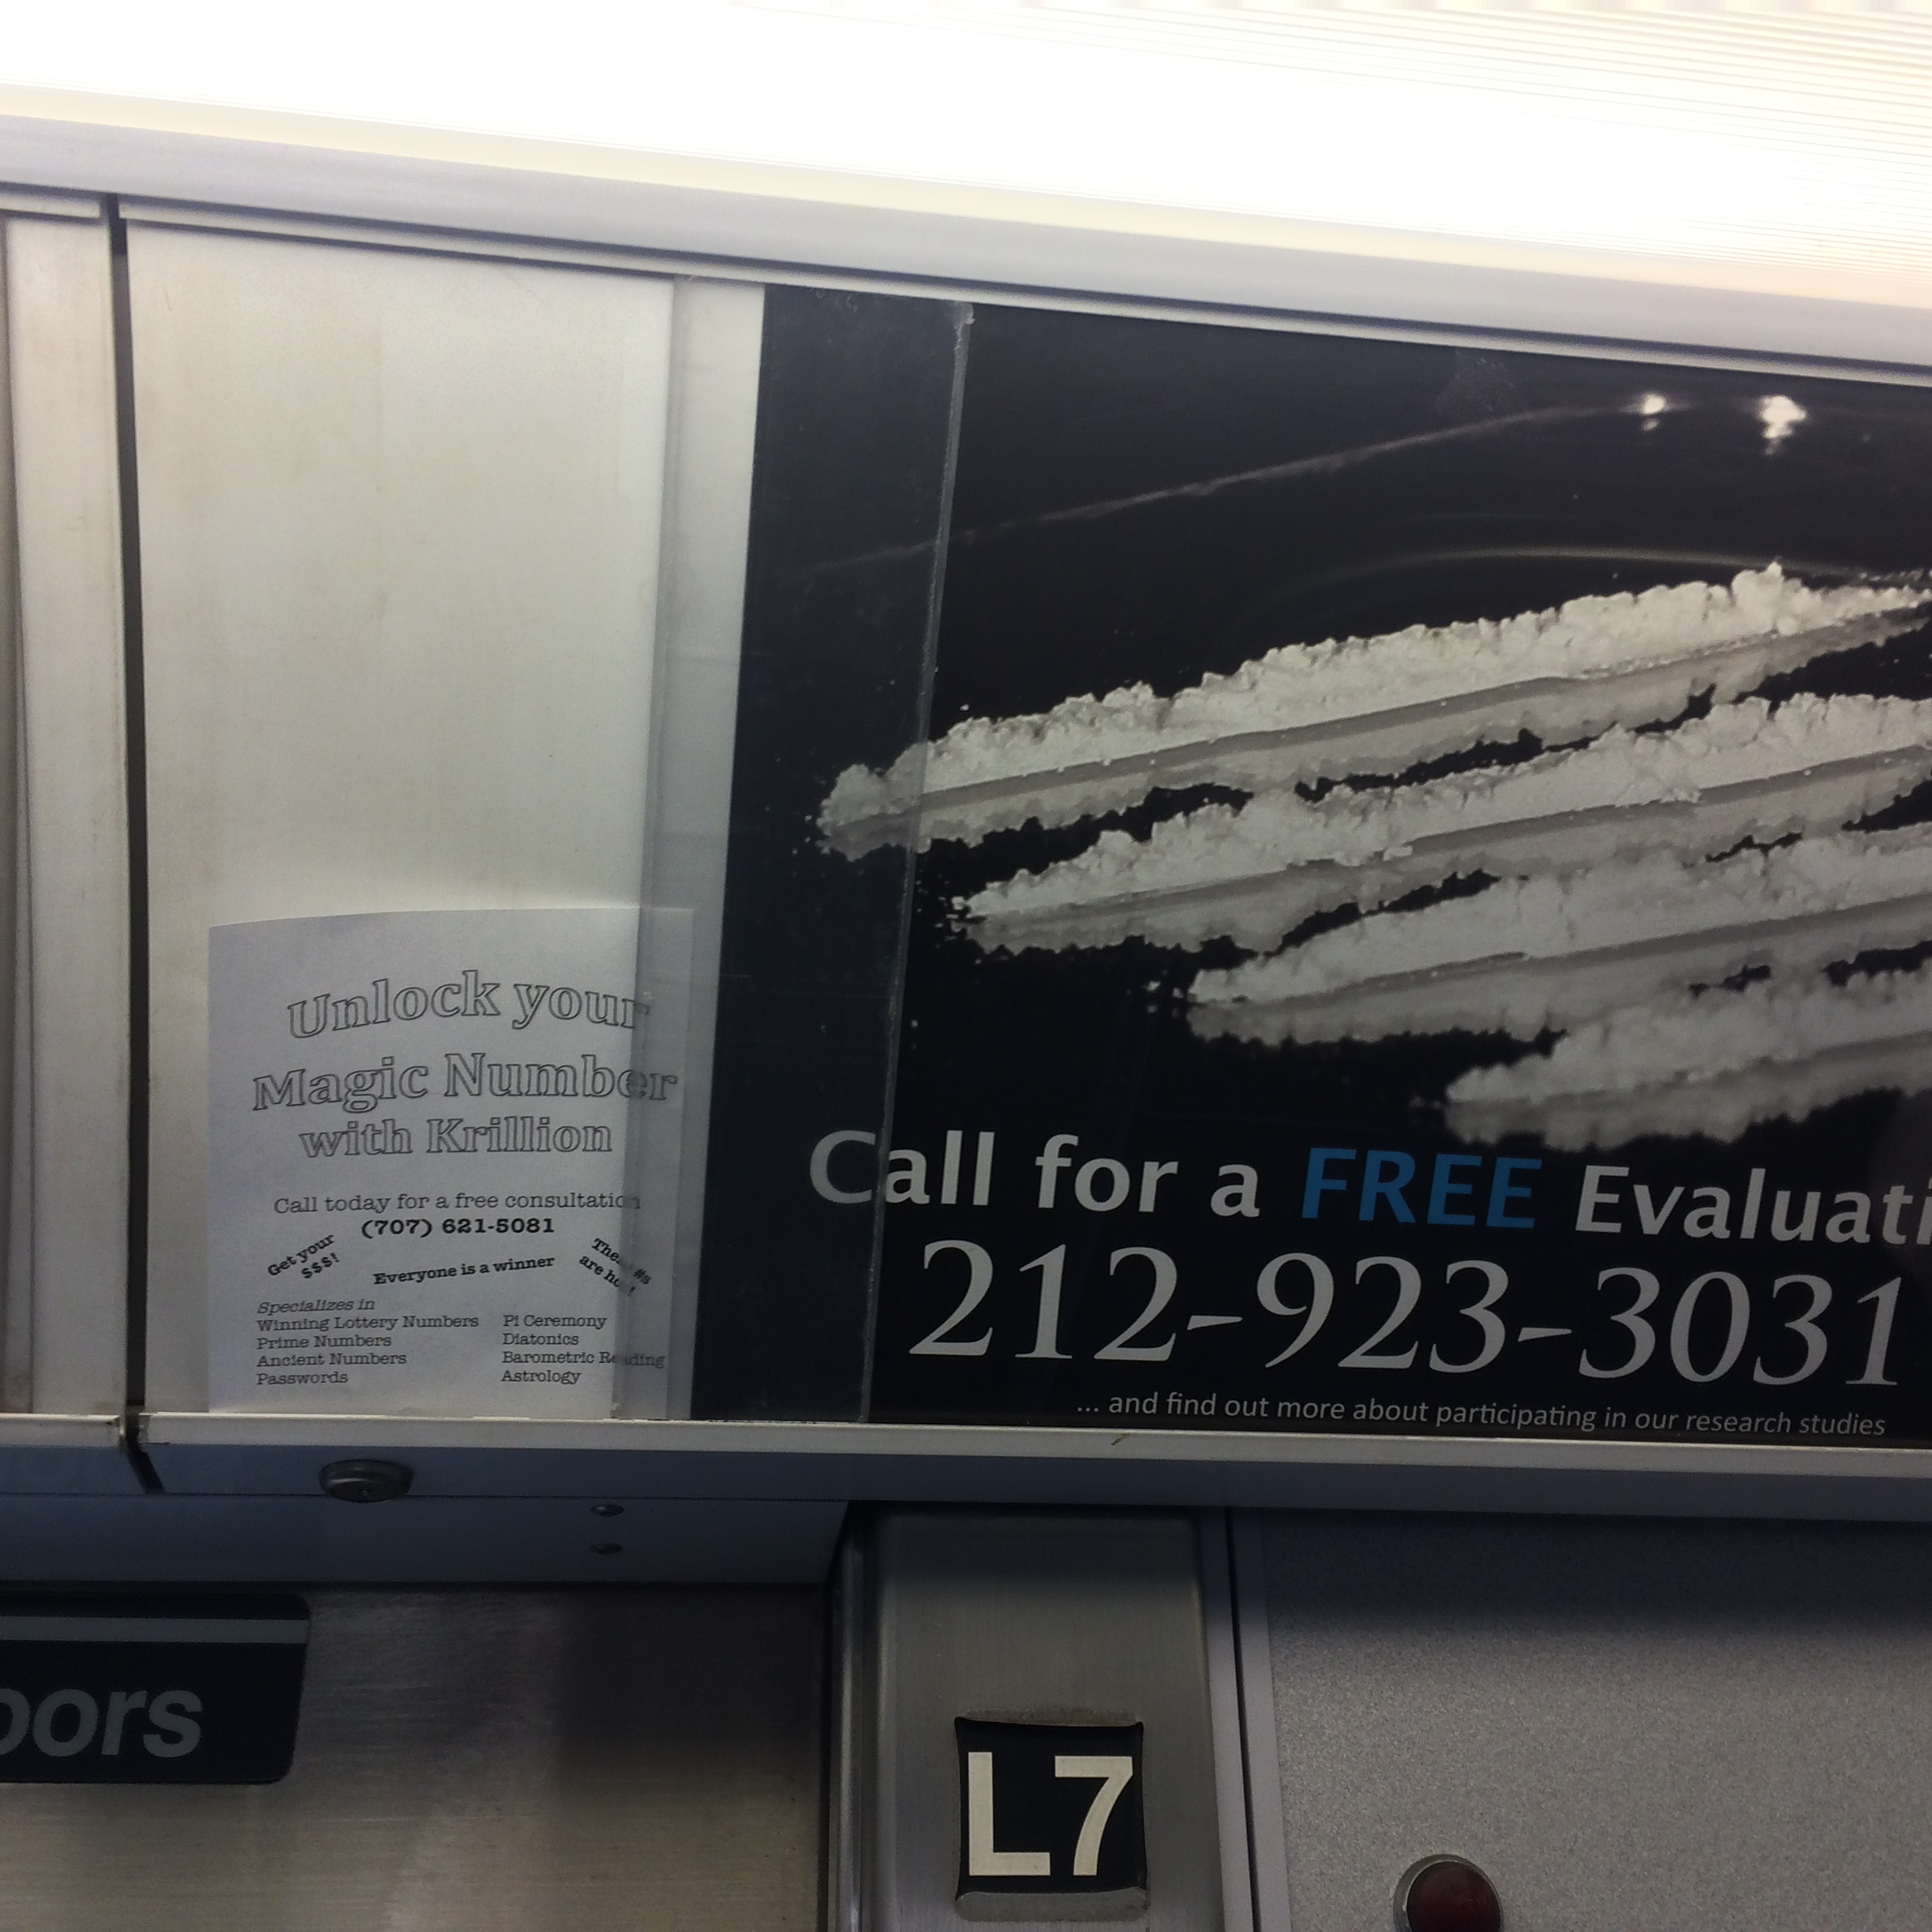 Unlock your
Magic Number
with Krillion
Call today for a free consultation
(707) 621-5081
Get your
$$$!
Everyone is a winner
#s
are
Specializes in
Winning Lottery Numbers
Prime Numbers
Ancient Numbers
Passwords
Pi Ceremony
Diatonics
Barometric Reading
Astrology
Call for a FREE Evaluati
212-923-3031
... and find out more about participating in our research studies
oors
L7